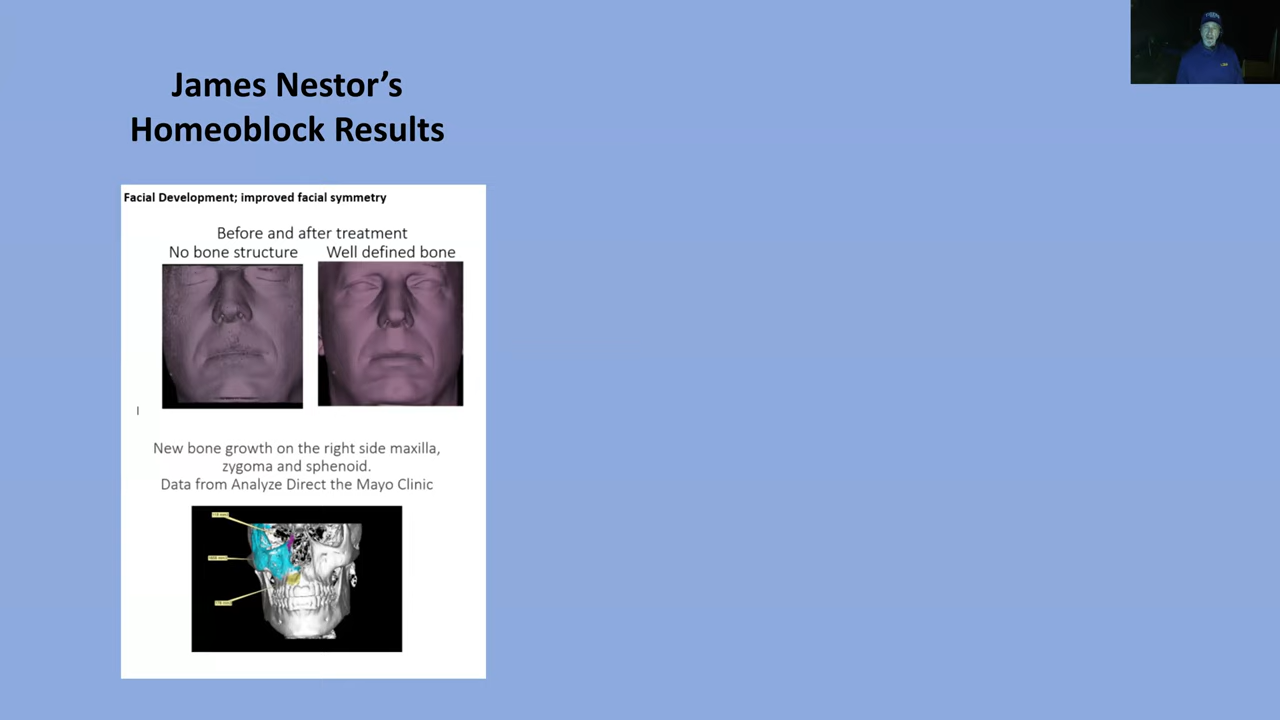 James Nestor’s
Homeoblock Results
Facial Development; improved facial symmetry
Before and after treatment
No bone structure
Well defined bone
New bone growth on the right side maxilla,
zygoma and sphenoid.
Data from Analyze Direct the Mayo Clinic